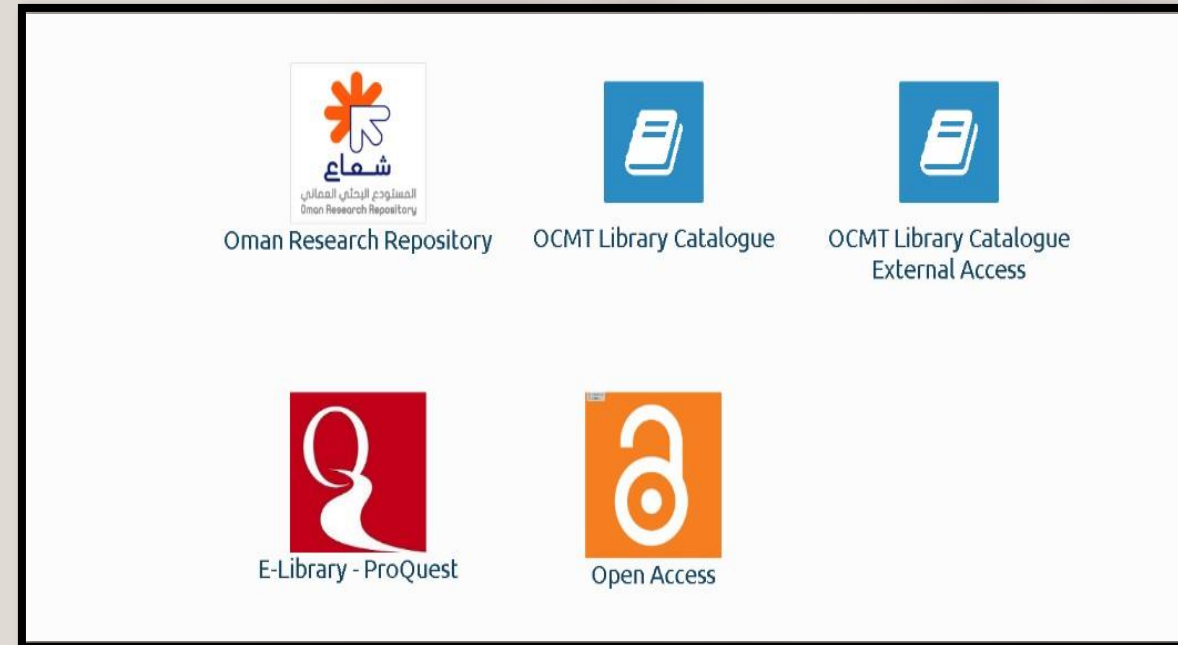 شعاع
المستودع البحثي العماني
Oman Research Repository
Oman Research Repository
OCMT Library Catalogue
OCMT Library Catalogue
External Access
E-Library - ProQuest
Open Access